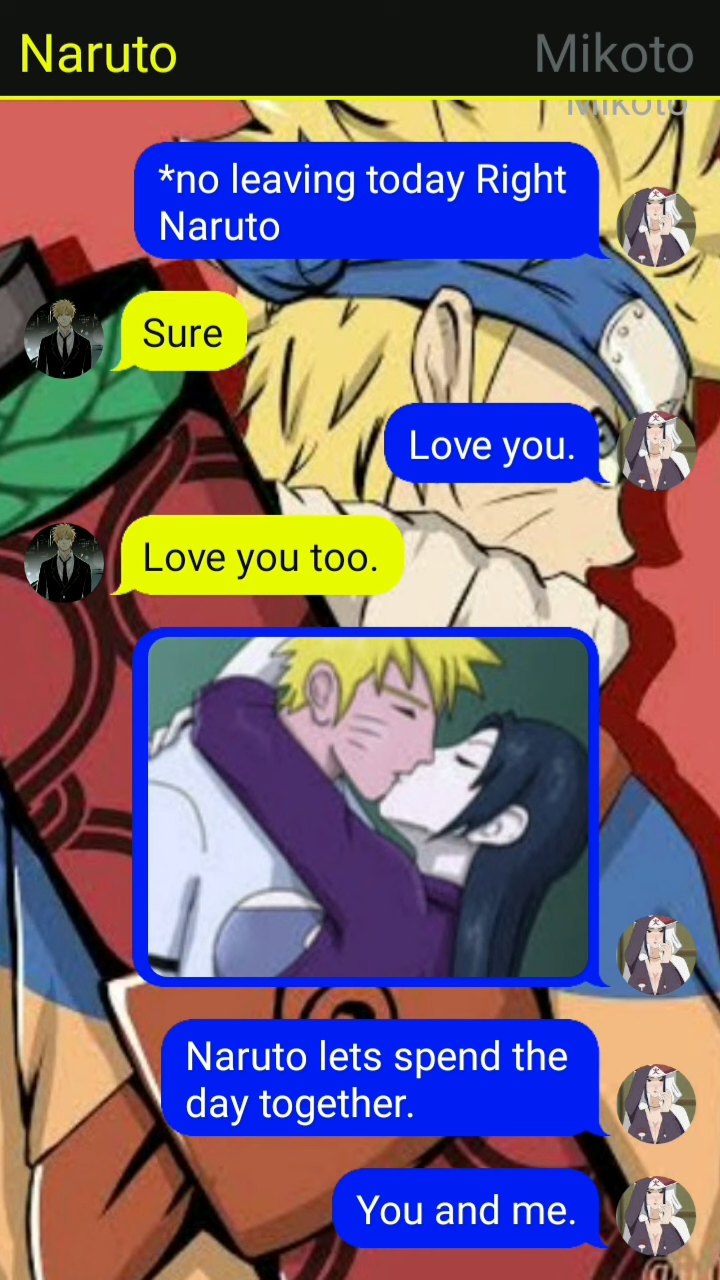 Naruto
Mikoto
Mikoto
*no leaving today Right
Naruto
Sure
Love you.
Love you too.
Naruto lets spend the
day together.
You and me.